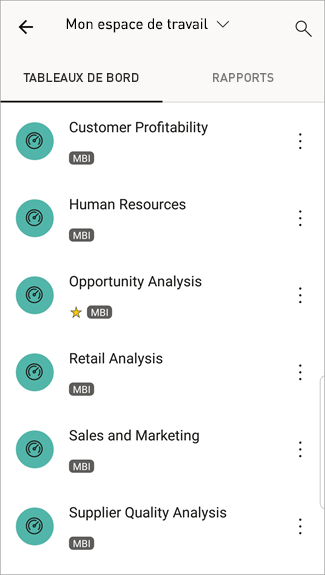 Mon espace de travail
TABLEAUX DE BORD
RAPPORTS
Customer Profitability
MBI
Human Resources
MBI
Opportunity Analysis
MBI
Retail Analysis
MBI
Sales and Marketing
MBI
Supplier Quality Analysis
MBI